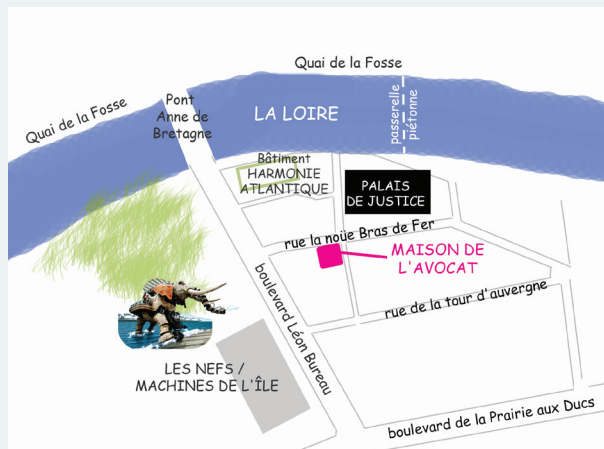 Quai de la Fosse
Quai de la Fosse
Pont
Anne de
Bretagne
LA LOIRE
passerelle
piétonne
Bâtiment
HARMONIE
ATLANTIQUE
PALAIS
DE JUSTICE
rue la noüe Bras de Fer
MAISON DE
L'AVOCAT
boulevard Léon Bureau
rue de la tour d'auvergne
LES NEFS /
MACHINES DE L'ÎLE
boulevard de la Prairie aux Ducs